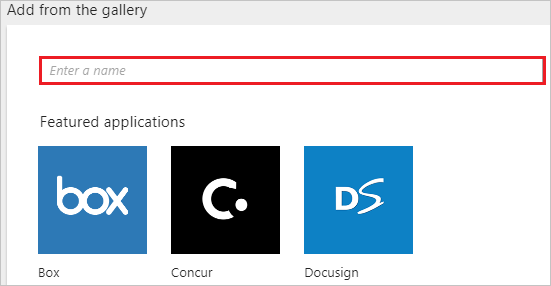 Add from the gallery
Enter a name
Featured applications
box
C.
DS
Box
Concur
Docusign